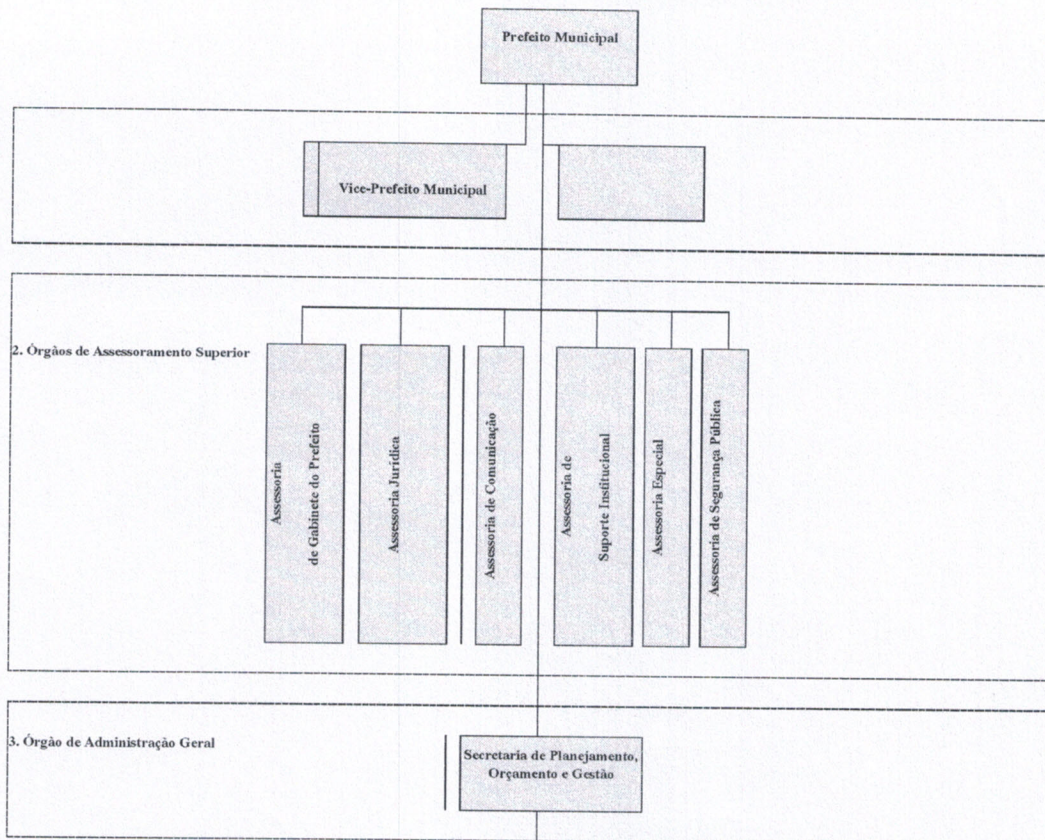 Prefeito Municipal
Vice-Prefeito Municipal
2. Órgãos de Assessoramento Superior
Assessoria
de Gabinete do Prefeito
Assessoria Jurídica
Assessoria de Comunicação
Assessoria de
Suporte Institucional
Assessoria Especial
Assessoria de Segurança Pública
3. Órgão de Administração Geral
Secretaria de Planejamento,
Orçamento e Gestão